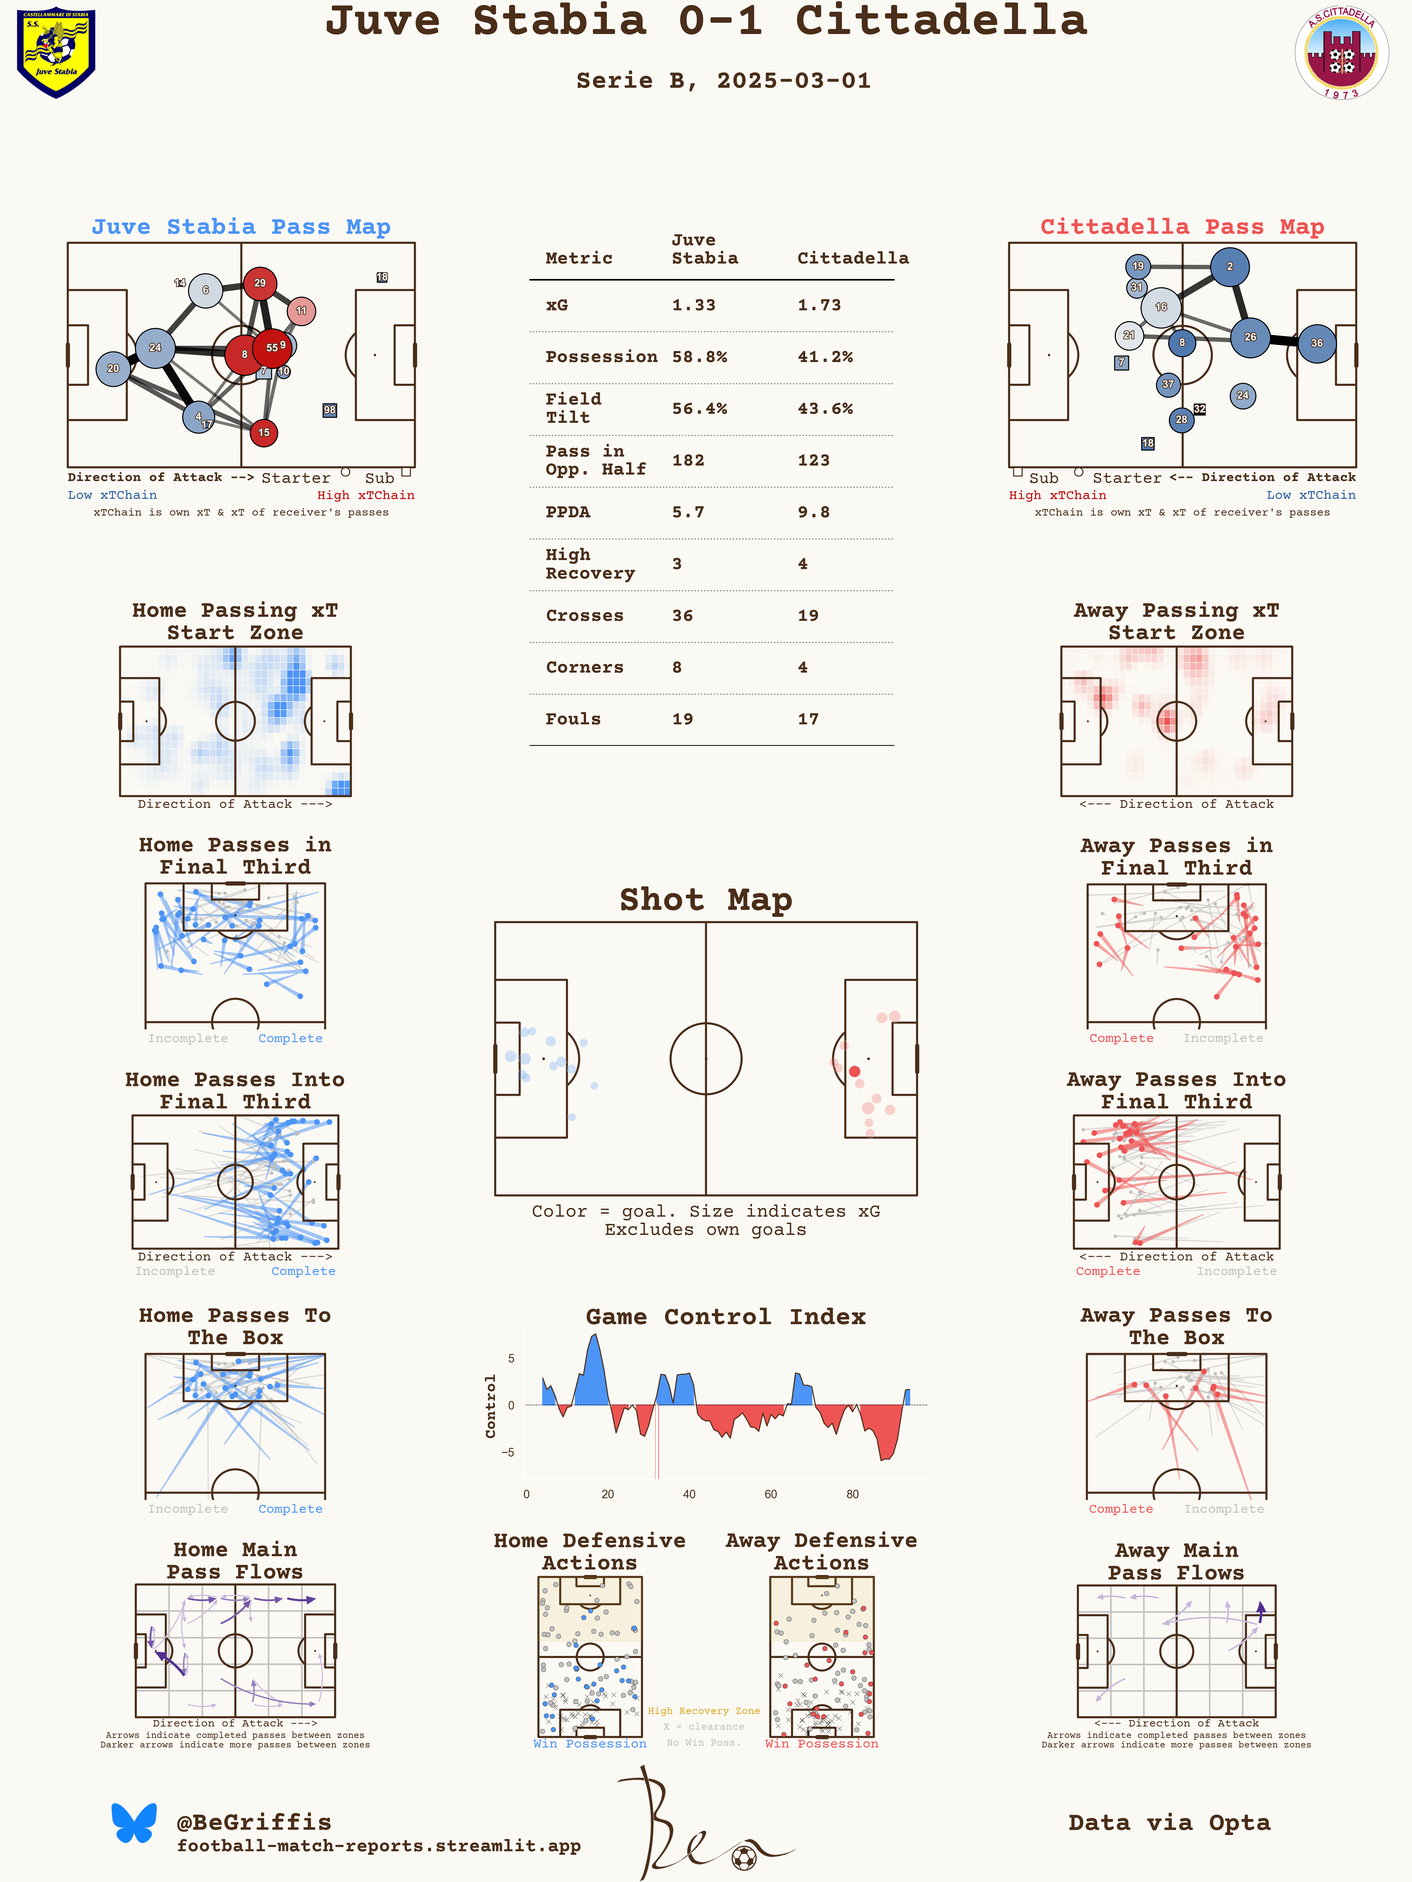 Juve Stabia 0-1 Cittadella
Serie B, 2025-03-01
CASTELLAMMARE DI STABIA
S.S.
Juve Stabia
A.S.CITTADELLA
1973
Juve Stabia Pass Map
14
6
29
18
11
24
8
55
9
20
7
10
98
4
17
15
Direction of Attack --> Starter Sub
Low xTChain High xTChain
xTChain is own xT & xT of receiver's passes
Metric Juve Stabia Cittadella
xG 1.33 1.73
Possession 58.8% 41.2%
Field Tilt 56.4% 43.6%
Pass in Opp. Half 182 123
PPDA 5.7 9.8
High Recovery 3 4
Crosses 36 19
Corners 8 4
Fouls 19 17
Cittadella Pass Map
19
2
31
16
21
8
26
36
7
37
24
32
28
18
Sub Starter <-- Direction of Attack
High xTChain Low xTChain
xTChain is own xT & xT of receiver's passes
Home Passing xT
Start Zone
Direction of Attack --->
Away Passing xT
Start Zone
<--- Direction of Attack
Home Passes in
Final Third
Incomplete Complete
Away Passes in
Final Third
Complete Incomplete
Shot Map
Color = goal. Size indicates xG
Excludes own goals
Home Passes Into
Final Third
Direction of Attack --->
Incomplete Complete
Away Passes Into
Final Third
<--- Direction of Attack
Complete Incomplete
Home Passes To
The Box
Incomplete Complete
Game Control Index
Control
5
0
−5
0 20 40 60 80
Away Passes To
The Box
Complete Incomplete
Home Main
Pass Flows
Direction of Attack --->
Arrows indicate completed passes between zones
Darker arrows indicate more passes between zones
Home Defensive
Actions
Win Possession
Away Defensive
Actions
Win Possession
High Recovery Zone
X = clearance
No Win Poss.
Away Main
Pass Flows
<--- Direction of Attack
Arrows indicate completed passes between zones
Darker arrows indicate more passes between zones
@BeGriffis
football-match-reports.streamlit.app
Ben
Data via Opta